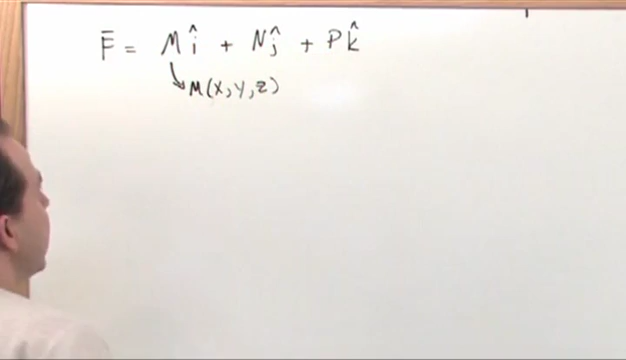 F̄ = M î + N ĵ + P k̂
M(x,y,z)